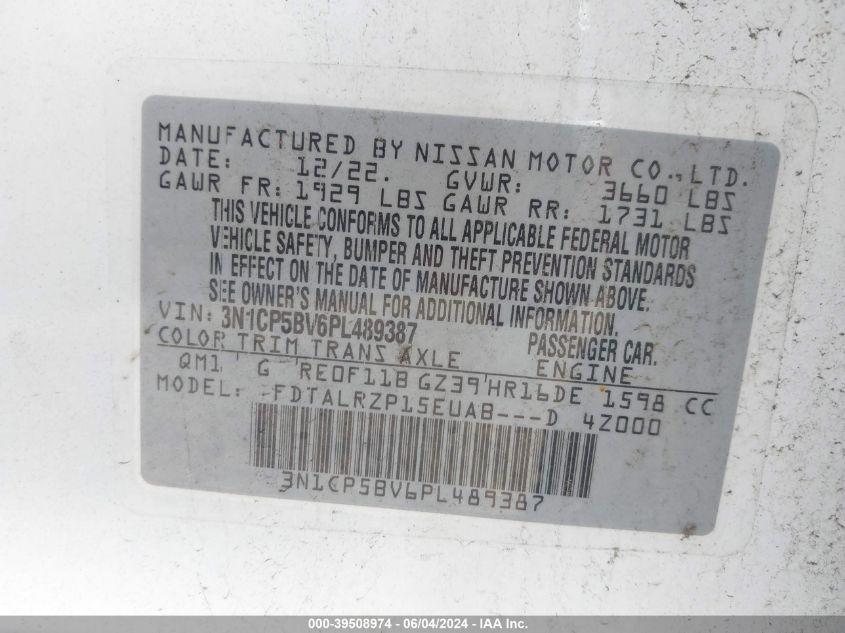 MANUFACTURED BY NISSAN MOTOR CO., LTD.
DATE: 12/22. GVWR: 3660 LBS
GAWR FR: 1929 LBS GAWR RR: 1731 LBS
THIS VEHICLE CONFORMS TO ALL APPLICABLE FEDERAL MOTOR
VEHICLE SAFETY, BUMPER AND THEFT PREVENTION STANDARDS
IN EFFECT ON THE DATE OF MANUFACTURE SHOWN ABOVE.
SEE OWNER'S MANUAL FOR ADDITIONAL INFORMATION.
VIN: 3N1CP5BV6PL489387 PASSENGER CAR.
COLOR TRIM TRANS AXLE ENGINE
QM1 G RE0F11B GZ39 HR16DE 1598 CC
MODEL: FDTALRZP15EUAB---D 4Z000
3N1CP5BV6PL489387
000-39508974 - 06/04/2024 - IAA Inc.